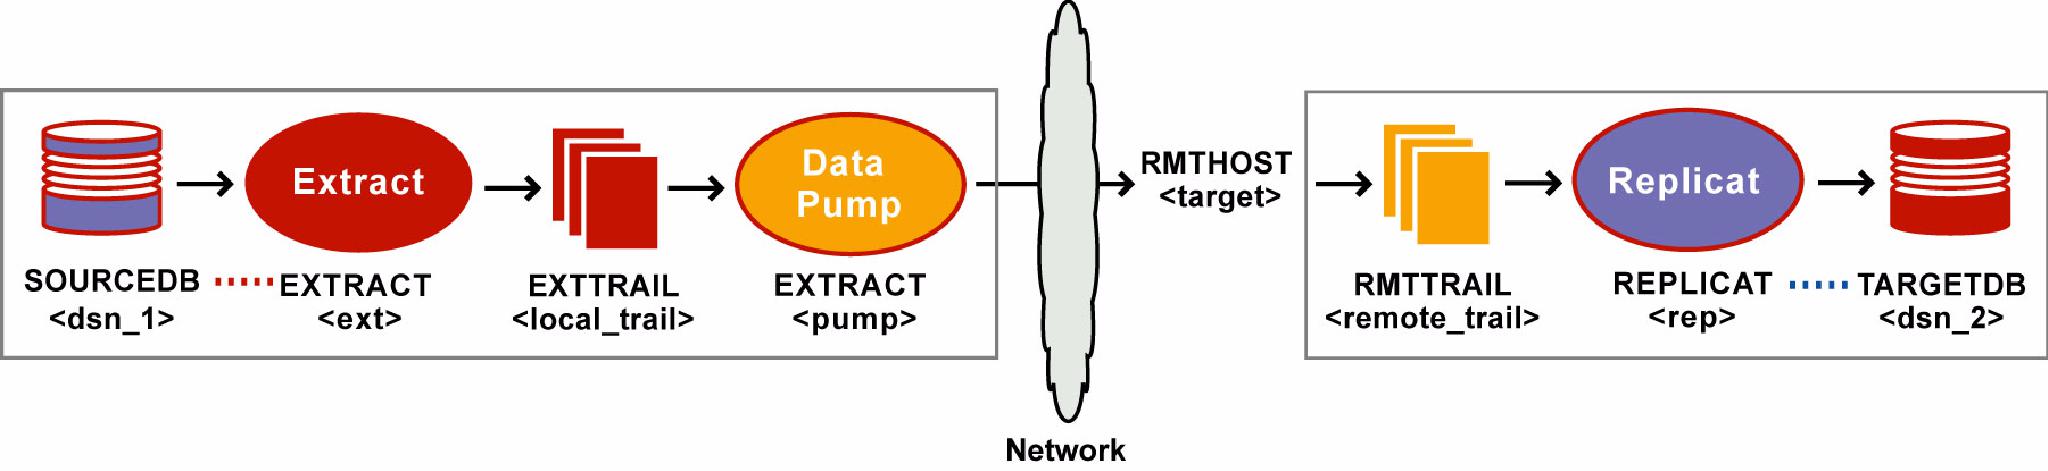 Extract
Data
Pump
SOURCEDB
<dsn_1>
EXTRACT
<ext>
EXTTRAIL
<local_trail>
EXTRACT
<pump>
Network
RMTHOST
<target>
Replicat
RMTTRAIL
<remote_trail>
REPLICAT
<rep>
TARGETDB
<dsn_2>